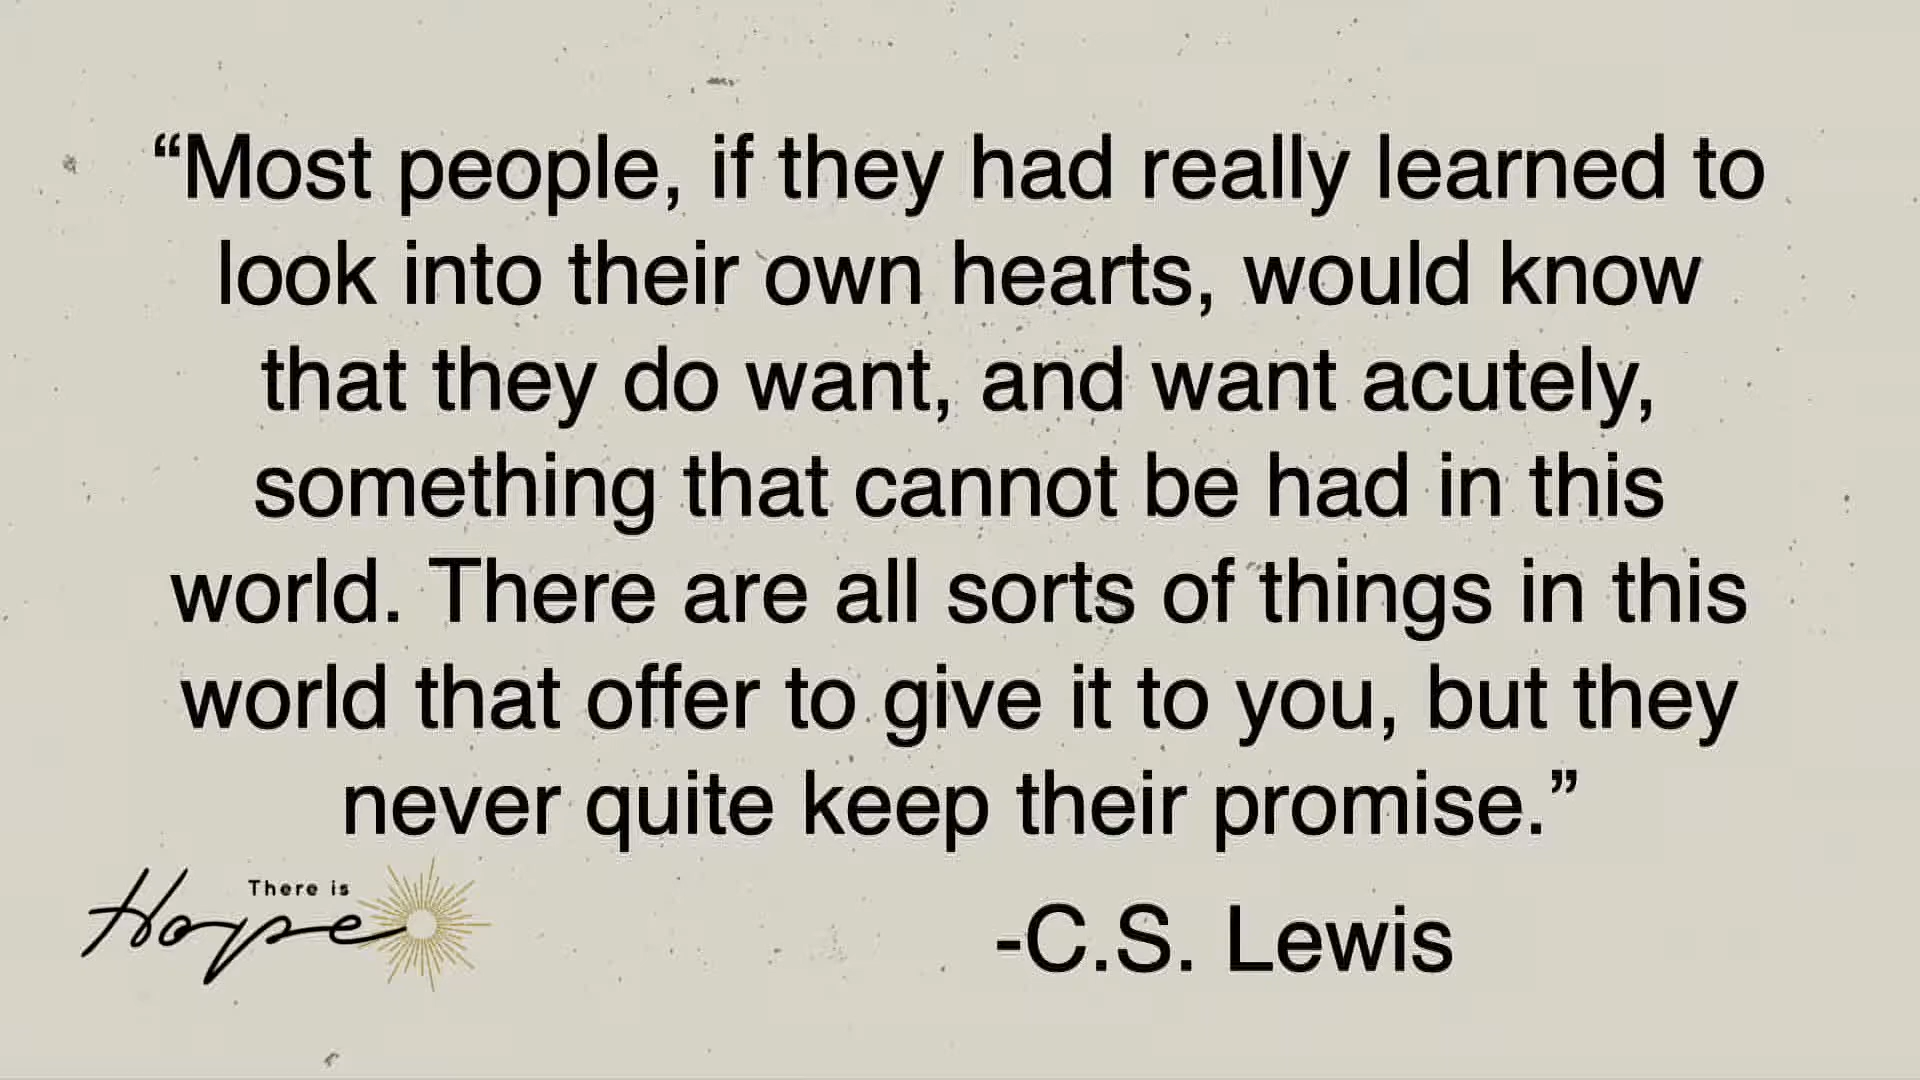 “Most people, if they had really learned to
look into their own hearts, would know
that they do want, and want acutely,
something that cannot be had in this
world. There are all sorts of things in this
world that offer to give it to you, but they
never quite keep their promise.”
-C.S. Lewis
There is
Hope